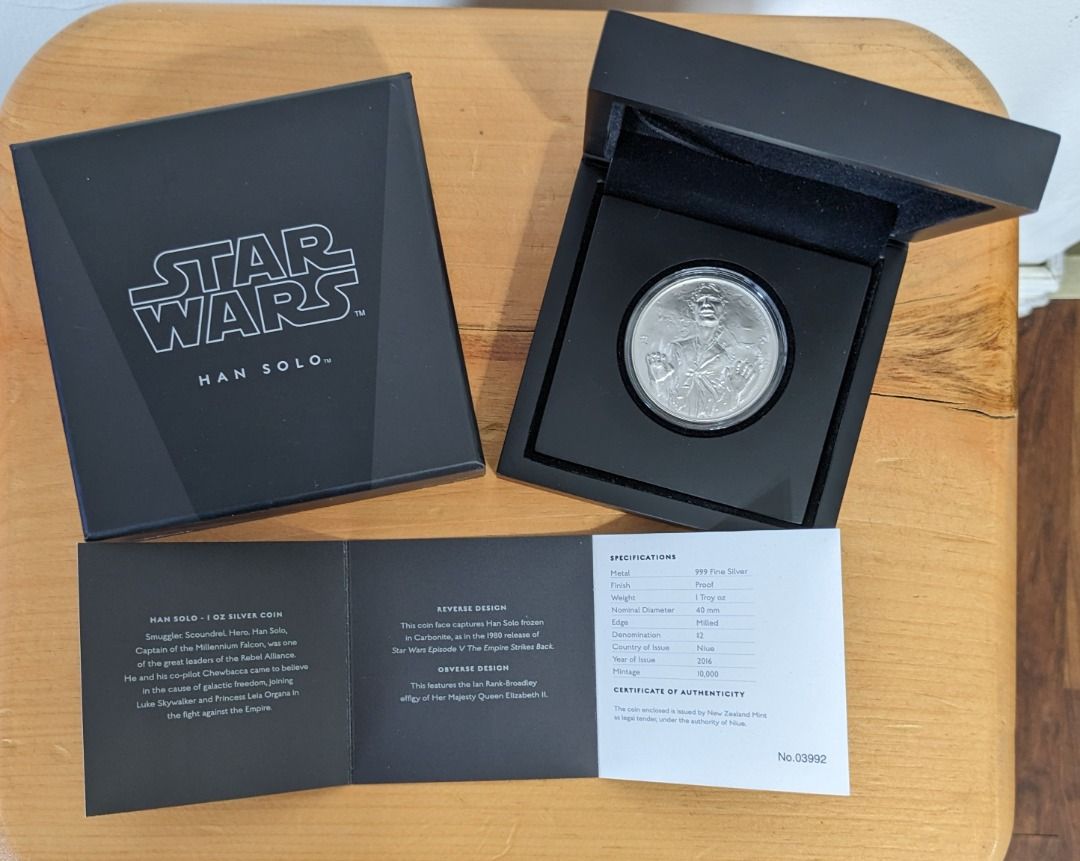 STAR
WARS™
HAN SOLO™
HAN SOLO - 1 OZ SILVER COIN
Smuggler. Scoundrel. Hero. Han Solo,
Captain of the Millennium Falcon, was one
of the great leaders of the Rebel Alliance.
He and his co-pilot Chewbacca came to believe
in the cause of galactic freedom, joining
Luke Skywalker and Princess Leia Organa in
the fight against the Empire.
REVERSE DESIGN
This coin face captures Han Solo frozen
in Carbonite, as in the 1980 release of
Star Wars Episode V The Empire Strikes Back.
OBVERSE DESIGN
This features the Ian Rank-Broadley
effigy of Her Majesty Queen Elizabeth II.
SPECIFICATIONS
Metal 999 Fine Silver
Finish Proof
Weight 1 Troy oz
Nominal Diameter 40 mm
Edge Milled
Denomination $2
Country of Issue Niue
Year of Issue 2016
Mintage 10,000
CERTIFICATE OF AUTHENTICITY
The coin enclosed is issued by New Zealand Mint
as legal tender, under the authority of Niue.
No.03992